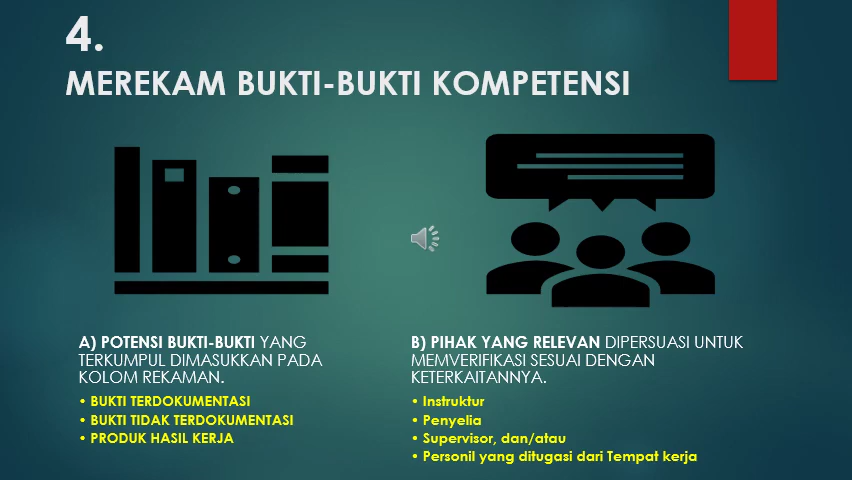 4.
MEREKAM BUKTI-BUKTI KOMPETENSI
A) POTENSI BUKTI-BUKTI YANG
TERKUMPUL DIMASUKKAN PADA
KOLOM REKAMAN.
• BUKTI TERDOKUMENTASI
• BUKTI TIDAK TERDOKUMENTASI
• PRODUK HASIL KERJA
B) PIHAK YANG RELEVAN DIPERSUASI UNTUK
MEMVERIFIKASI SESUAI DENGAN
KETERKAITANNYA.
• Instruktur
• Penyelia
• Supervisor, dan/atau
• Personil yang ditugasi dari Tempat kerja